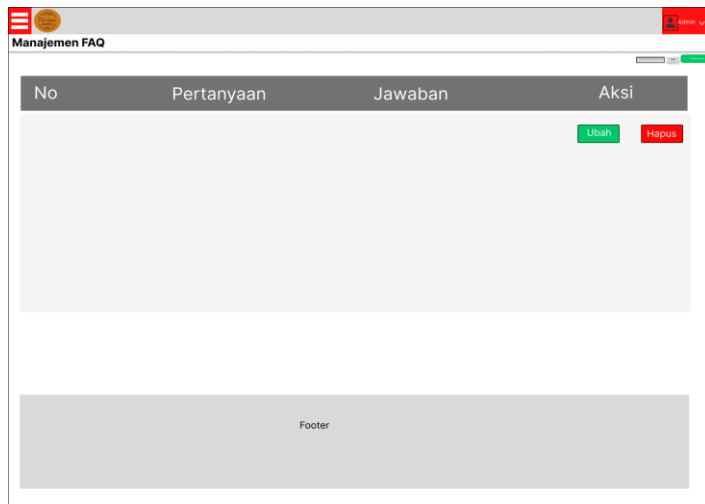 Admin
Manajemen FAQ
No Pertanyaan Jawaban Aksi
Ubah Hapus
Footer